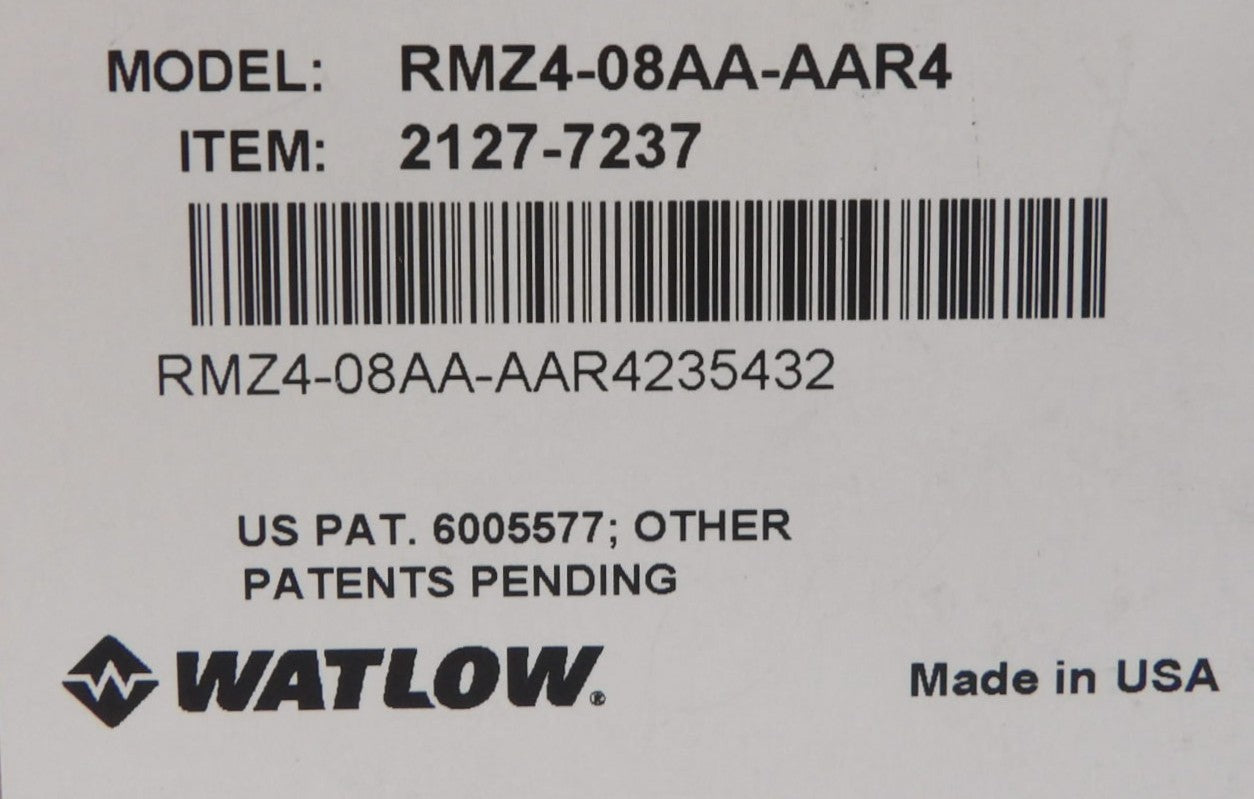 MODEL: RMZ4-08AA-AAR4
ITEM: 2127-7237
RMZ4-08AA-AAR4235432
US PAT. 6005577; OTHER
PATENTS PENDING
WATLOW®
Made in USA